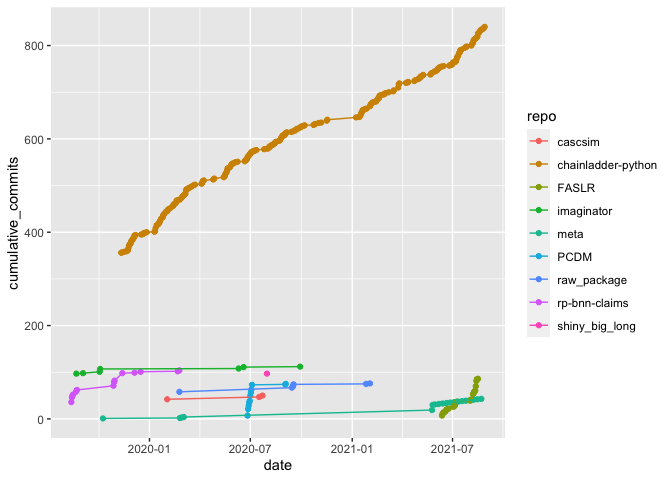 cumulative_commits
800
600
400
200
0
2020-01 2020-07 2021-01 2021-07
date
repo
cascsim
chainladder-python
FASLR
imaginator
meta
PCDM
raw_package
rp-bnn-claims
shiny_big_long